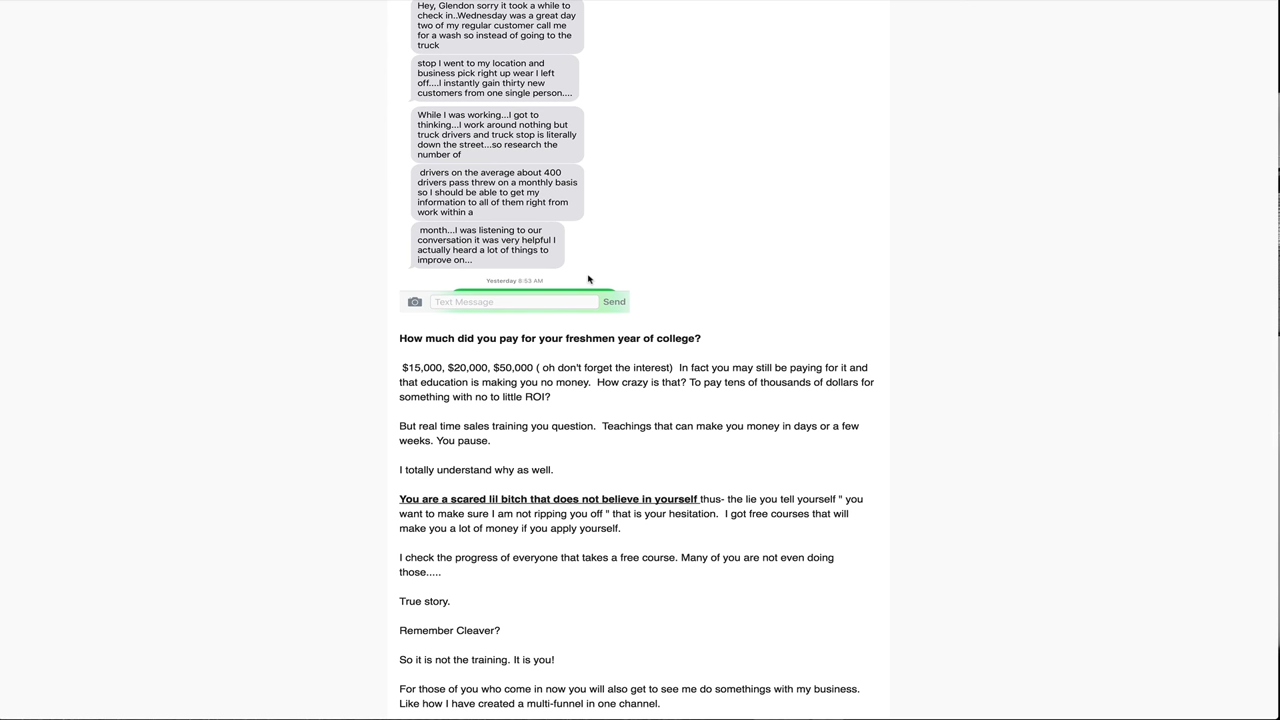 Hey, Glendon sorry it took a while to
check in..Wednesday was a great day
two of my regular customer call me
for a wash so instead of going to the
truck
stop I went to my location and
business pick right up wear I left
off....I instantly gain thirty new
customers from one single person....
While I was working...I got to
thinking...I work around nothing but
truck drivers and truck stop is literally
down the street...so research the
number of
drivers on the average about 400
drivers pass threw on a monthly basis
so I should be able to get my
information to all of them right from
work within a
month...I was listening to our
conversation it was very helpful I
actually heard a lot of things to
improve on...
Yesterday 8:53 AM
Text Message Send
How much did you pay for your freshmen year of college?
$15,000, $20,000, $50,000 ( oh don't forget the interest)  In fact you may still be paying for it and
that education is making you no money.  How crazy is that? To pay tens of thousands of dollars for
something with no to little ROI?
But real time sales training you question.  Teachings that can make you money in days or a few
weeks. You pause.
I totally understand why as well.
You are a scared lil bitch that does not believe in yourself thus- the lie you tell yourself " you
want to make sure I am not ripping you off " that is your hesitation.  I got free courses that will
make you a lot of money if you apply yourself.
I check the progress of everyone that takes a free course. Many of you are not even doing
those.....
True story.
Remember Cleaver?
So it is not the training. It is you!
For those of you who come in now you will also get to see me do somethings with my business.
Like how I have created a multi-funnel in one channel.